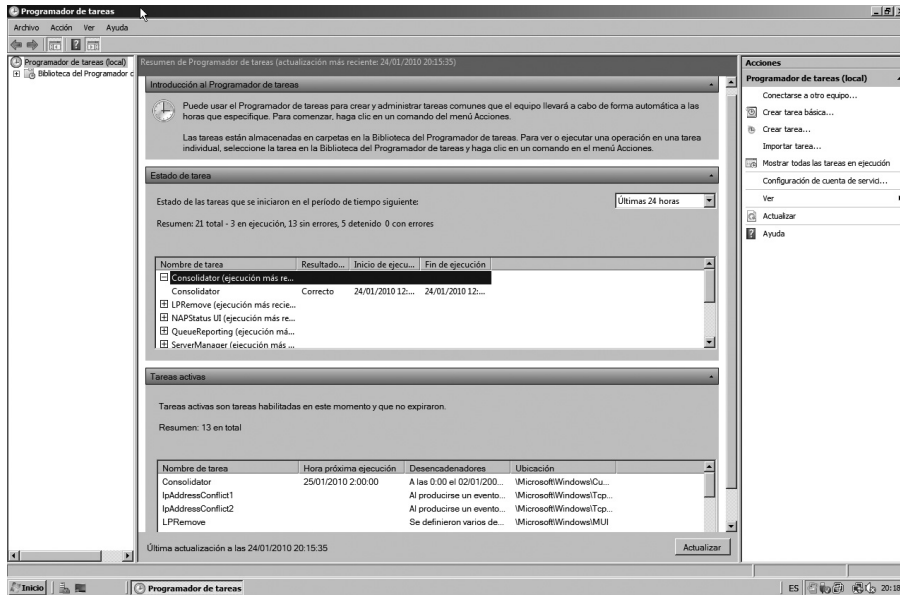 Programador de tareas
Archivo Acción Ver Ayuda
Programador de tareas (local)
Biblioteca del Programador d
Resumen de Programador de tareas (actualización más reciente: 24/01/2010 20:15:35)
Introducción al Programador de tareas
Puede usar el Programador de tareas para crear y administrar tareas comunes que el equipo llevará a cabo de forma automática a las
horas que especifique. Para comenzar, haga clic en un comando del menú Acciones.
Las tareas están almacenadas en carpetas en la Biblioteca del Programador de tareas. Para ver o ejecutar una operación en una tarea
individual, seleccione la tarea en la Biblioteca del Programador de tareas y haga clic en un comando en el menú Acciones.
Estado de tarea
Estado de las tareas que se iniciaron en el período de tiempo siguiente:
Últimas 24 horas
Resumen: 21 total - 3 en ejecución, 13 sin errores, 5 detenido 0 con errores
Nombre de tarea Resultado... Inicio de ejecu... Fin de ejecución
Consolidator (ejecución más re...
Consolidator Correcto 24/01/2010 12:... 24/01/2010 12:...
LPRemove (ejecución más recie...
NAPStatus UI (ejecución más re...
QueueReporting (ejecución má...
ServerManager (ejecución más ...
Tareas activas
Tareas activas son tareas habilitadas en este momento y que no expiraron.
Resumen: 13 en total
Nombre de tarea Hora próxima ejecución Desencadenadores Ubicación
Consolidator 25/01/2010 2:00:00 A las 0:00 el 02/01/200... \Microsoft\Windows\Cu...
IpAddressConflict1 Al producirse un evento... \Microsoft\Windows\Tcp...
IpAddressConflict2 Al producirse un evento... \Microsoft\Windows\Tcp...
LPRemove Se definieron varios de... \Microsoft\Windows\MUI
Última actualización a las 24/01/2010 20:15:35
Actualizar
Acciones
Programador de tareas (local)
Conectarse a otro equipo...
Crear tarea básica...
Crear tarea...
Importar tarea...
Mostrar todas las tareas en ejecución
Configuración de cuenta de servici...
Ver
Actualizar
Ayuda
Inicio
Programador de tareas
ES
20:18